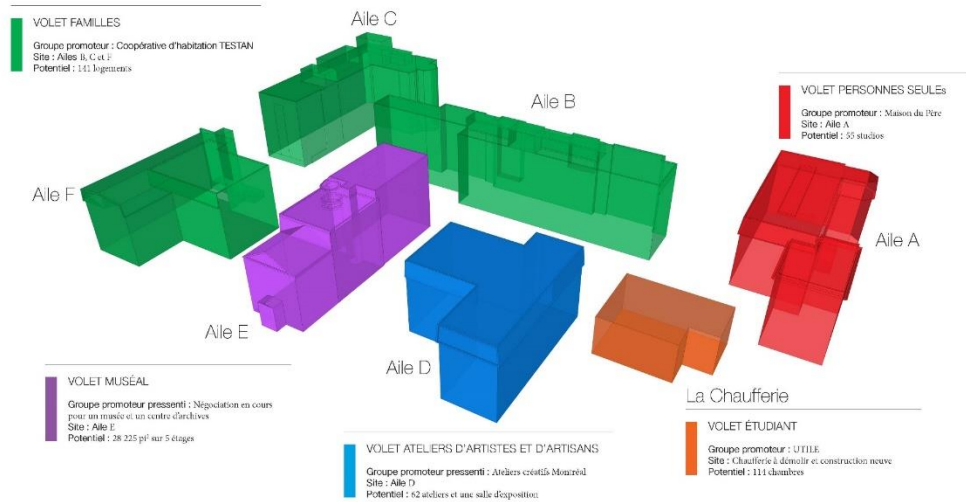 VOLET FAMILLES
Groupe promoteur : Coopérative d'habitation TESTAN
Site : Ailes B, C et F
Potentiel : 141 logements
Aile C
Aile B
VOLET PERSONNES SEULEs
Groupe promoteur : Maison du Père
Site : Aile A
Potentiel : 55 studios
Aile F
Aile A
Aile E
Aile D
La Chaufferie
VOLET MUSÉAL
Groupe promoteur pressenti : Négociation en cours
pour un musée et un centre d'archives
Site : Aile E
Potentiel : 28 225 pi² sur 5 étages
VOLET ATELIERS D'ARTISTES ET D'ARTISANS
Groupe promoteur pressenti : Ateliers créatifs Montréal
Site : Aile D
Potentiel : 62 ateliers et une salle d'exposition
VOLET ÉTUDIANT
Groupe promoteur : UTILE
Site : Chaufferie à démolir et construction neuve
Potentiel : 114 chambres